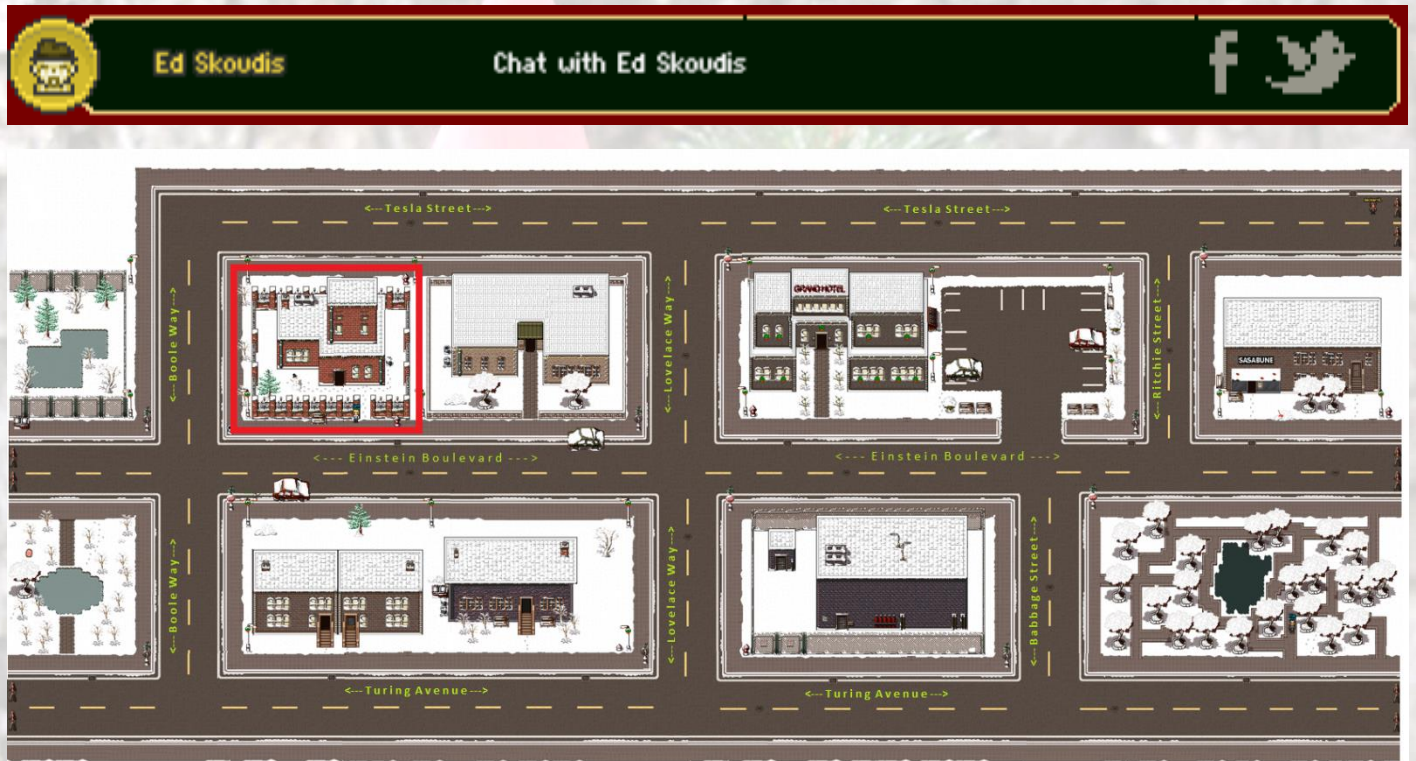 Ed Skoudis
Chat with Ed Skoudis
f
<---Tesla Street--->
<---Tesla Street--->
<---Boole Way--->
<---Lovelace Way--->
GRAND HOTEL
<---Ritchie Street--->
SASABUNE
<--- Einstein Boulevard --->
<--- Einstein Boulevard --->
<---Boole Way--->
<---Lovelace Way--->
<---Babbage Street--->
<---Turing Avenue--->
<---Turing Avenue--->